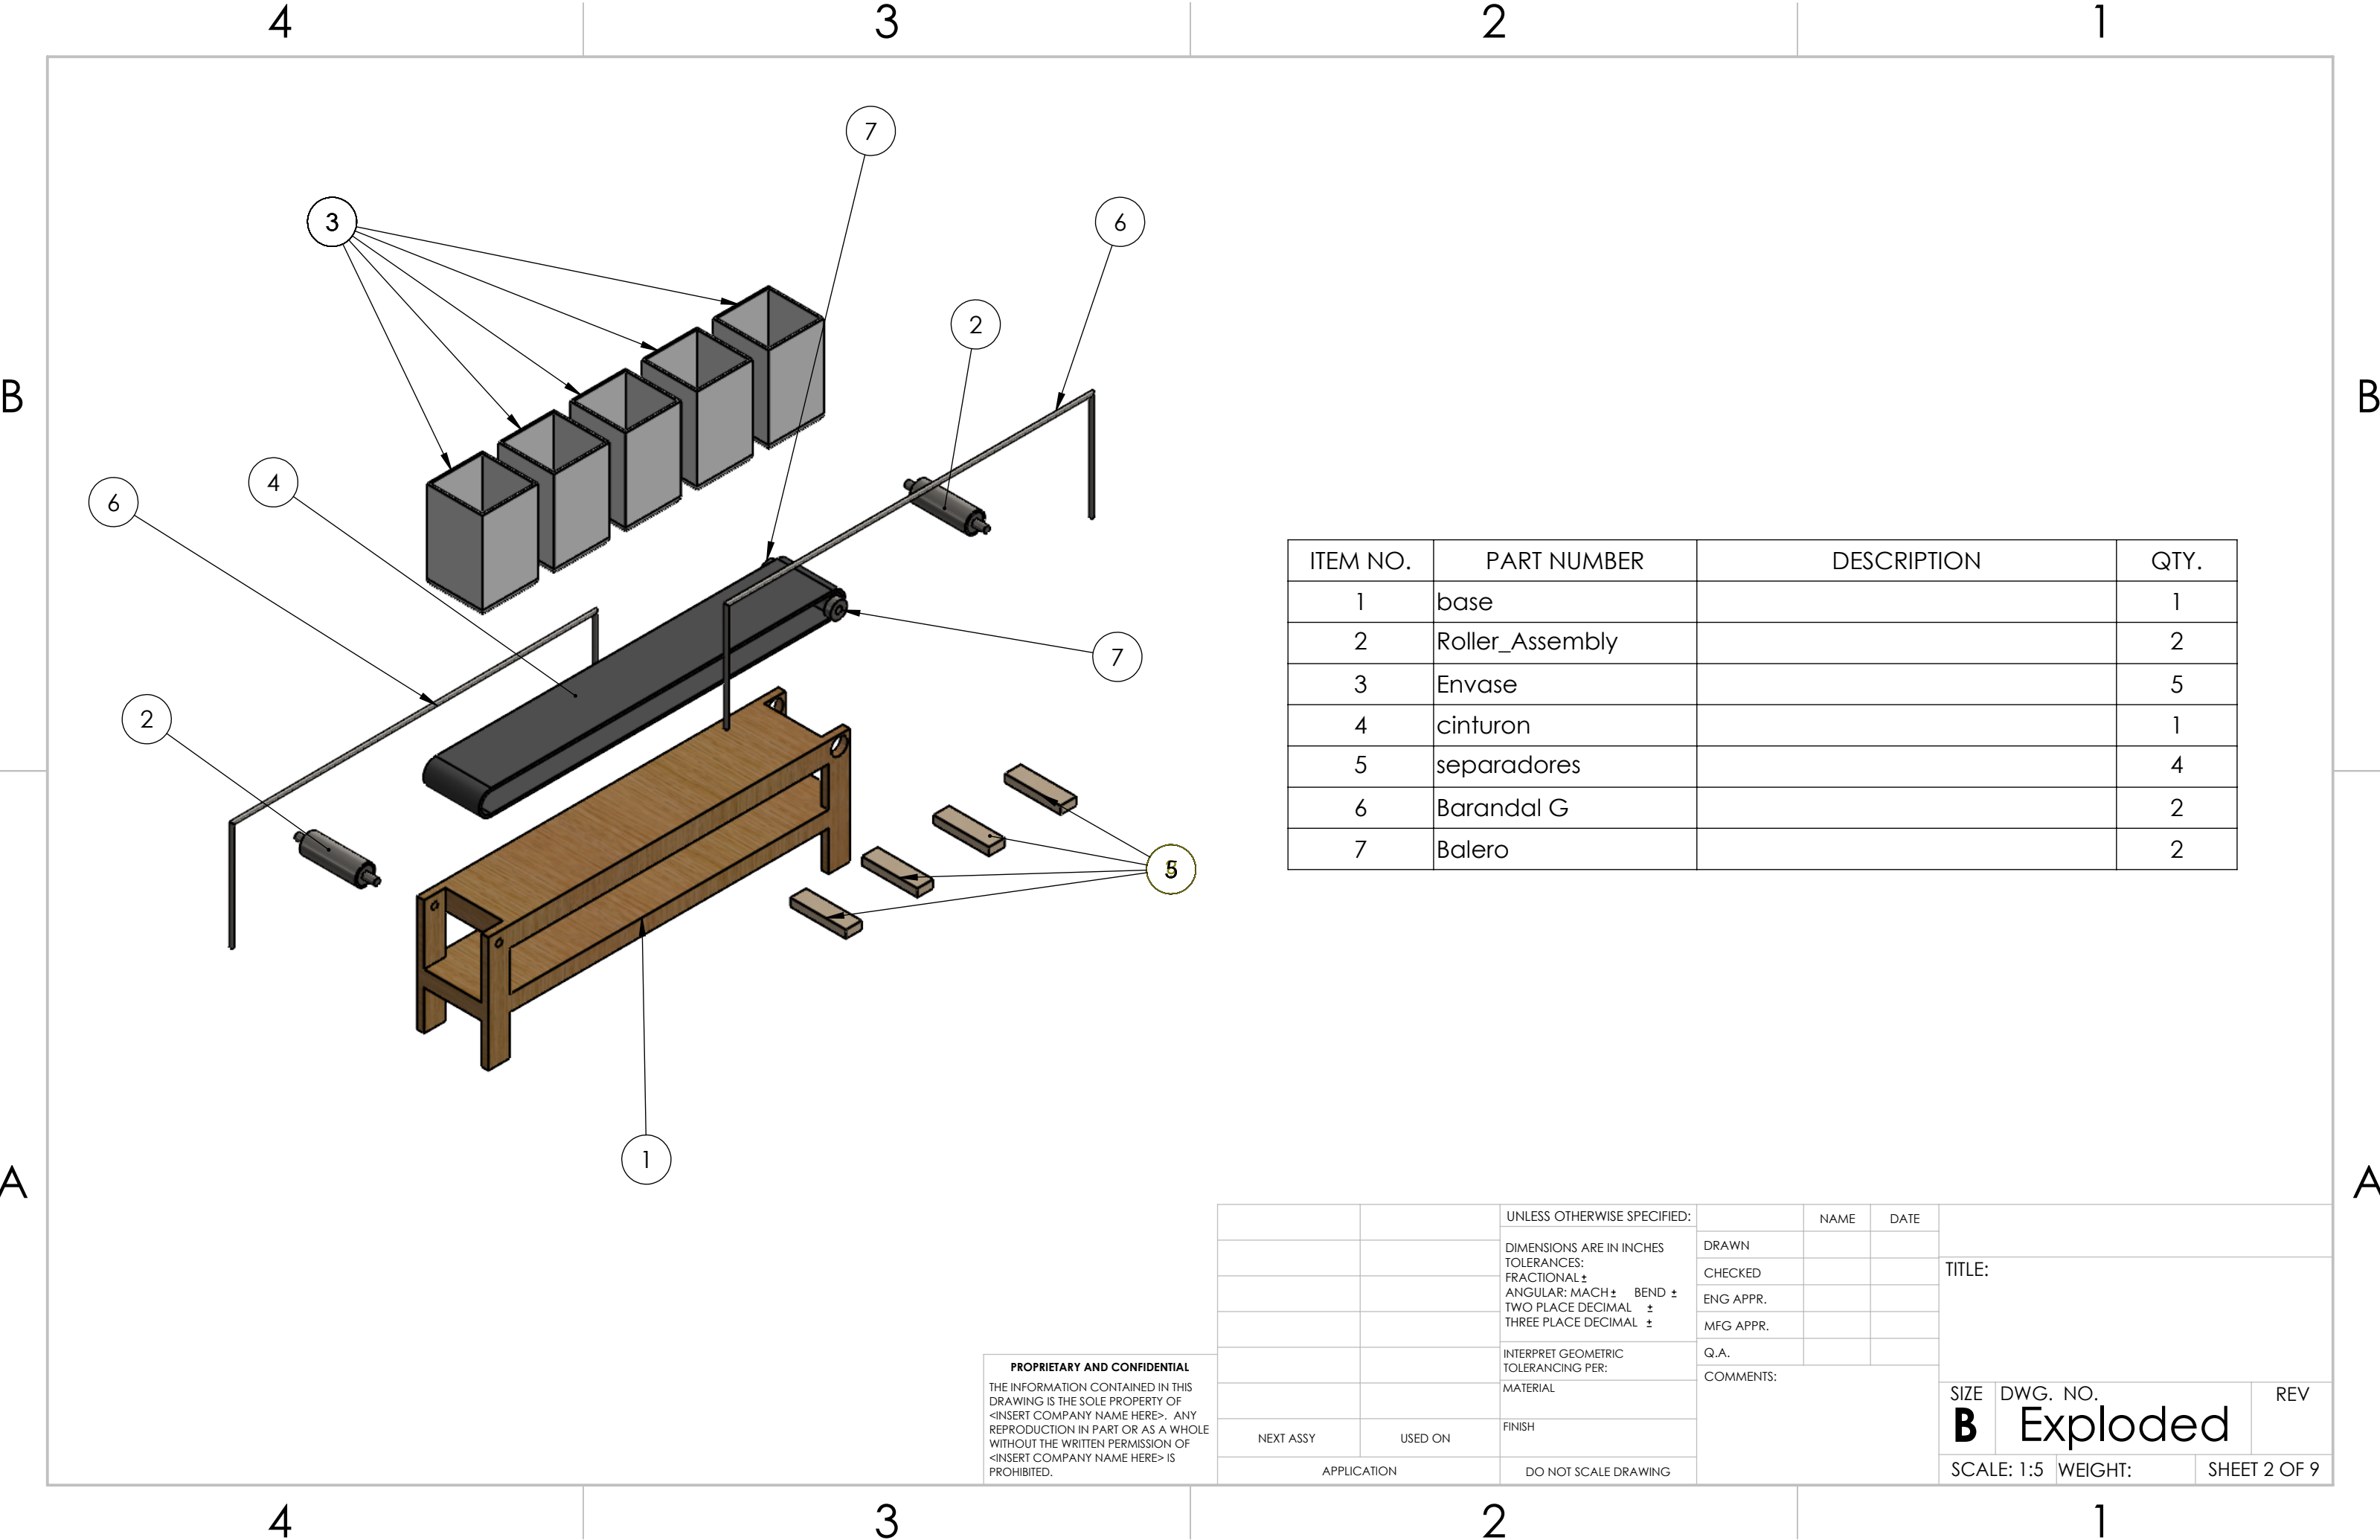 4 3 2 1
7
3
6
2
B B
4
6
7
2
1
ITEM NO. PART NUMBER DESCRIPTION QTY.
1 base 1
2 Roller_Assembly 2
3 Envase 5
4 cinturon 1
5 separadores 4
6 Barandal G 2
7 Balero 2
A A
PROPRIETARY AND CONFIDENTIAL
THE INFORMATION CONTAINED IN THIS
DRAWING IS THE SOLE PROPERTY OF
<INSERT COMPANY NAME HERE>. ANY
REPRODUCTION IN PART OR AS A WHOLE
WITHOUT THE WRITTEN PERMISSION OF
<INSERT COMPANY NAME HERE> IS
PROHIBITED.
NEXT ASSY USED ON
APPLICATION
UNLESS OTHERWISE SPECIFIED:
DIMENSIONS ARE IN INCHES
TOLERANCES:
FRACTIONAL ±
ANGULAR: MACH ± BEND ±
TWO PLACE DECIMAL ±
THREE PLACE DECIMAL ±
INTERPRET GEOMETRIC
TOLERANCING PER:
MATERIAL
FINISH
DO NOT SCALE DRAWING
NAME DATE
DRAWN
CHECKED
ENG APPR.
MFG APPR.
Q.A.
COMMENTS:
TITLE:
SIZE DWG. NO. REV
B Exploded
SCALE: 1:5 WEIGHT: SHEET 2 OF 9
4 3 2 1